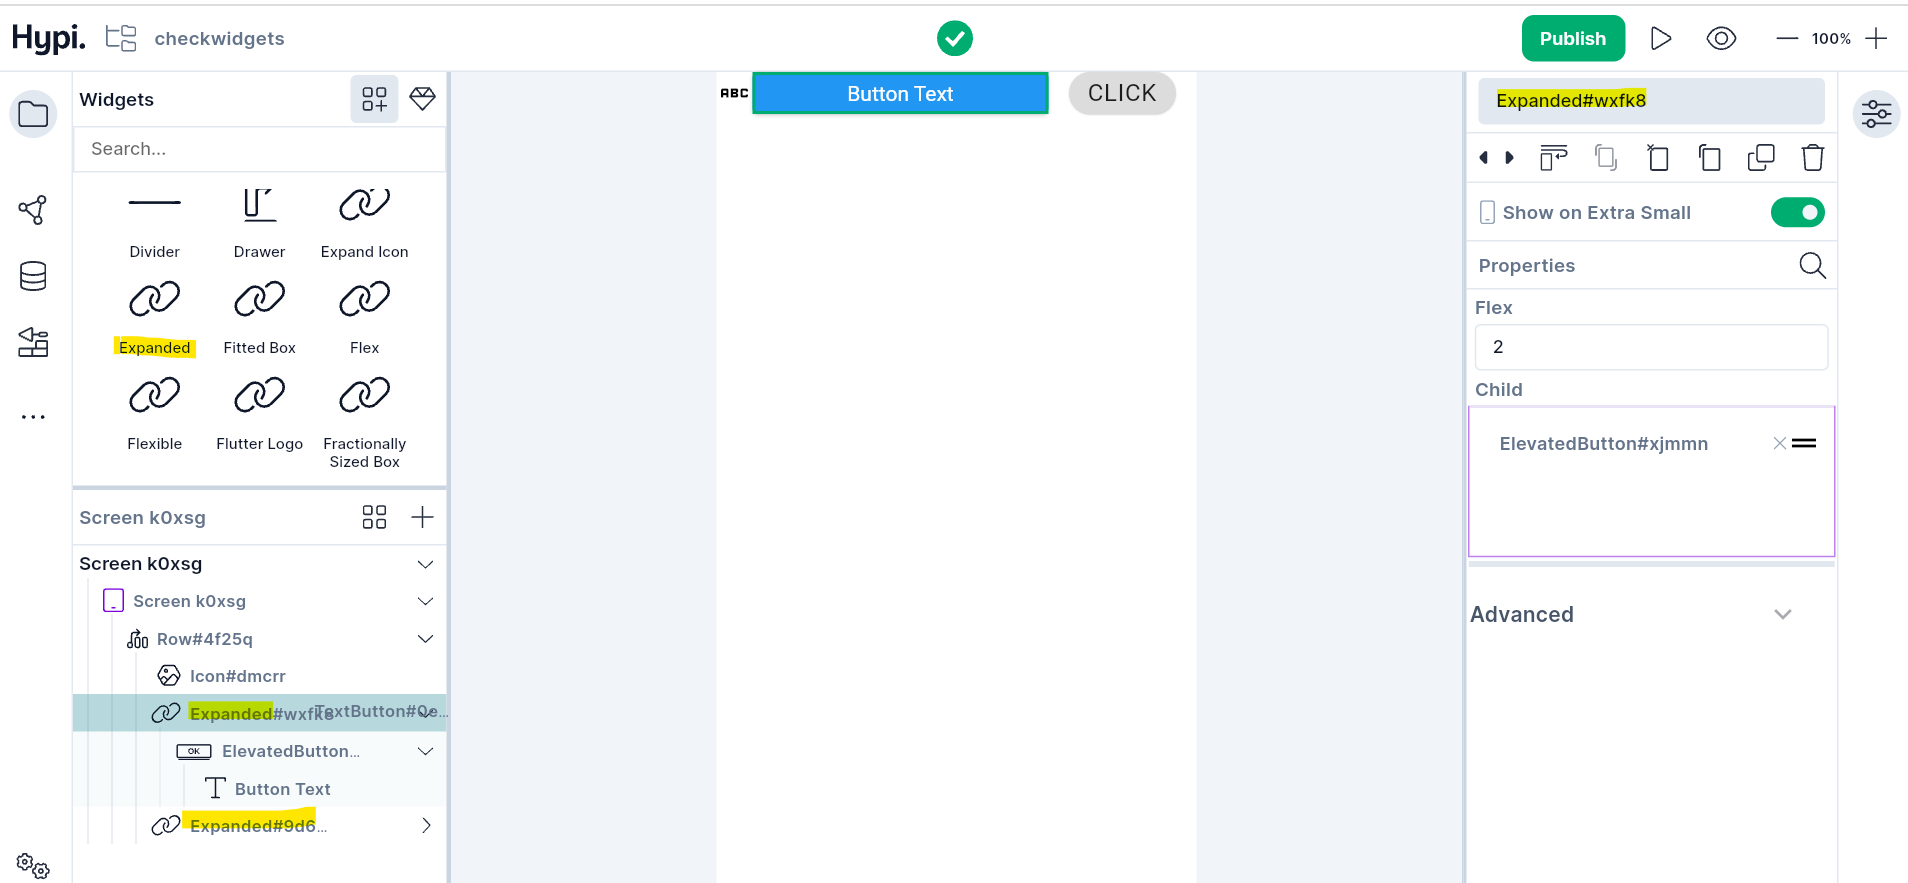 Hypi.
checkwidgets
Publish
100%
Widgets
Search...
Divider
Drawer
Expand Icon
Expanded
Fitted Box
Flex
Flexible
Flutter Logo
Fractionally
Sized Box
Screen k0xsg
Screen k0xsg
Screen k0xsg
Row#4f25q
Icon#dmcrr
Expanded#wxfk8
TextButton#0e...
ElevatedButton...
OK
Button Text
Expanded#9d6...
ABC
Button Text
CLICK
Expanded#wxfk8
Show on Extra Small
Properties
Flex
2
Child
ElevatedButton#xjmmn
Advanced